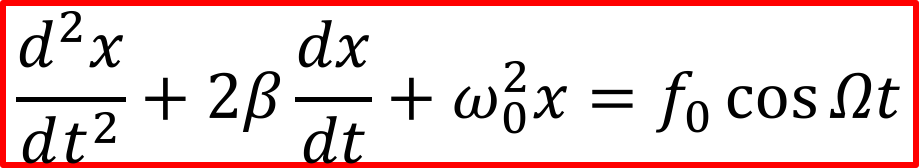 d²x/dt² + 2β dx/dt + ω₀²x = f₀ cos Ωt